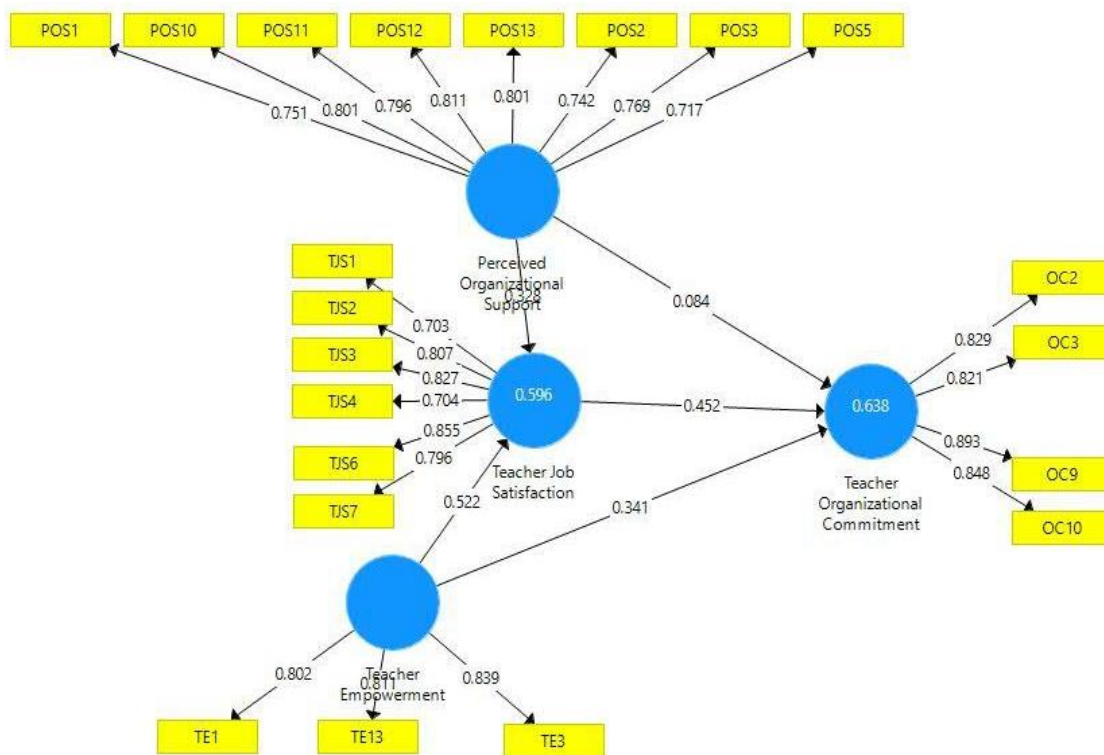 POS1
POS10
POS11
POS12
POS13
POS2
POS3
POS5
0.751
0.801
0.796
0.811
0.801
0.742
0.769
0.717
Perceived
Organizational
Support
0.328
0.084
TJS1
TJS2
TJS3
TJS4
TJS6
TJS7
0.703
0.807
0.827
0.704
0.855
0.796
0.596
Teacher Job
Satisfaction
0.452
0.638
Teacher
Organizational
Commitment
0.829
0.821
0.893
0.848
OC2
OC3
OC9
OC10
0.522
0.341
Teacher
Empowerment
0.802
0.811
0.839
TE1
TE13
TE3